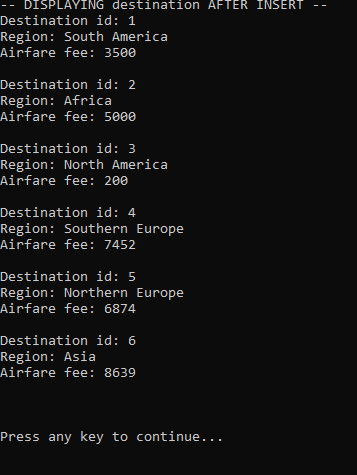 -- DISPLAYING destination AFTER INSERT --
Destination id: 1
Region: South America
Airfare fee: 3500
Destination id: 2
Region: Africa
Airfare fee: 5000
Destination id: 3
Region: North America
Airfare fee: 200
Destination id: 4
Region: Southern Europe
Airfare fee: 7452
Destination id: 5
Region: Northern Europe
Airfare fee: 6874
Destination id: 6
Region: Asia
Airfare fee: 8639
Press any key to continue...